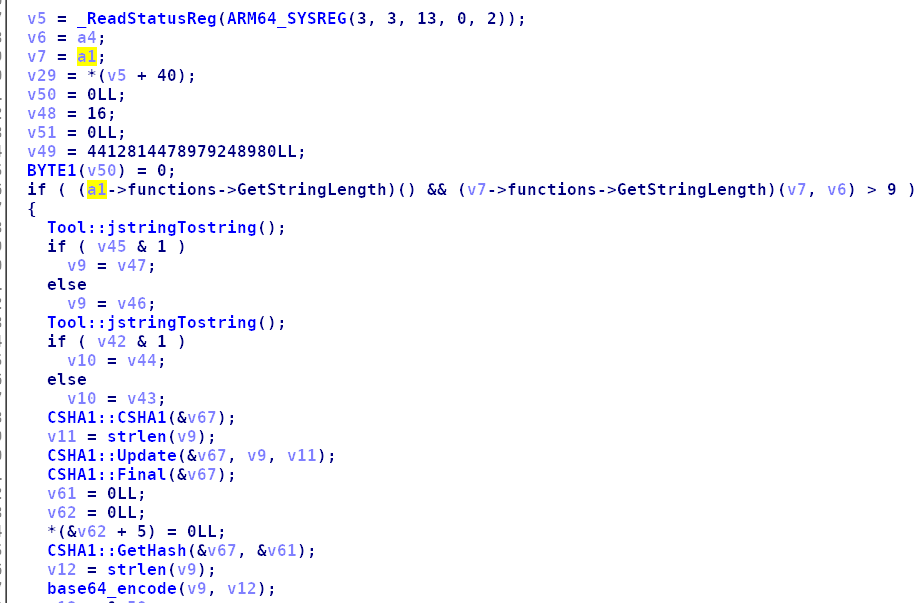 v5 = _ReadStatusReg(ARM64_SYSREG(3, 3, 13, 0, 2));
v6 = a4;
v7 = a1;
v29 = *(v5 + 40);
v50 = 0LL;
v48 = 16;
v51 = 0LL;
v49 = 4412814478979248980LL;
BYTE1(v50) = 0;
if ( (a1->functions->GetStringLength)() && (v7->functions->GetStringLength)(v7, v6) > 9 )
{
Tool::jstringTostring();
if ( v45 & 1 )
v9 = v47;
else
v9 = v46;
Tool::jstringTostring();
if ( v42 & 1 )
v10 = v44;
else
v10 = v43;
CSHA1::CSHA1(&v67);
v11 = strlen(v9);
CSHA1::Update(&v67, v9, v11);
CSHA1::Final(&v67);
v61 = 0LL;
v62 = 0LL;
*(&v62 + 5) = 0LL;
CSHA1::GetHash(&v67, &v61);
v12 = strlen(v9);
base64_encode(v9, v12);